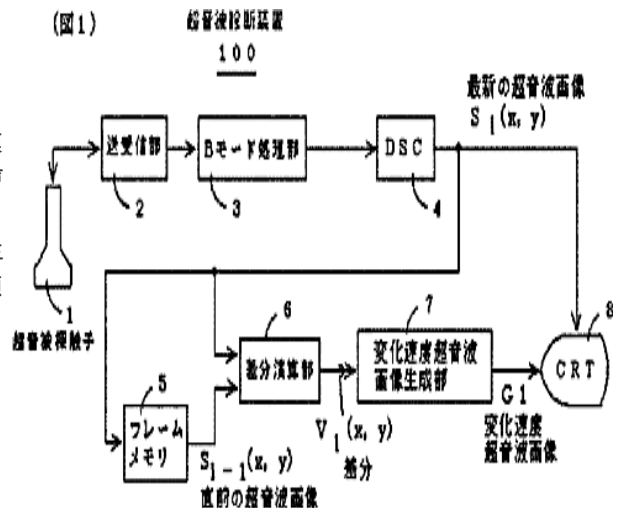 (図1)
超音波診断装置
100
最新の超音波画像
S i (x, y)
送受信部
Bモード処理部
DSC
2
3
4
1
超音波探触子
6
7
8
差分演算部
変化速度超音波
画像生成部
CRT
5
フレーム
メモリ
V i (x, y)
差分
G1
変化速度
超音波画像
S i-1 (x, y)
直前の超音波画像